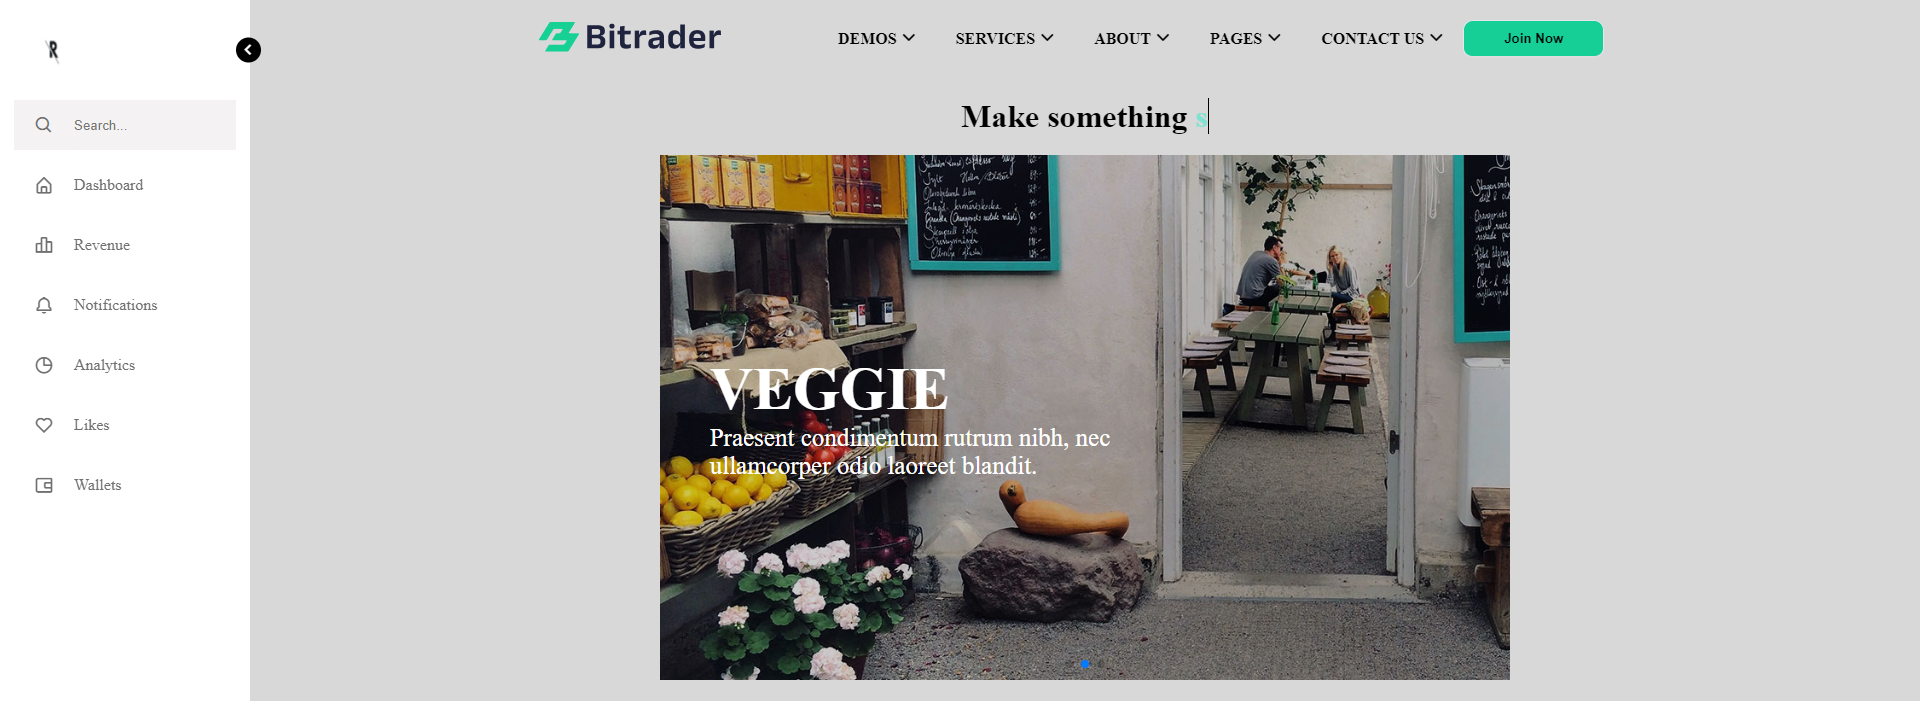 R
Search...
Dashboard
Revenue
Notifications
Analytics
Likes
Wallets
Bitrader
DEMOS
SERVICES
ABOUT
PAGES
CONTACT US
Join Now
Make something s
VEGGIE
Praesent condimentum rutrum nibh, nec
ullamcorper odio laoreet blandit.